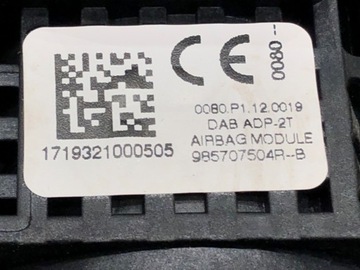 CE 0080--
0080.P1.12.0019
DAB ADP-2T
AIRBAG MODULE
985707504R--B
1719321000505